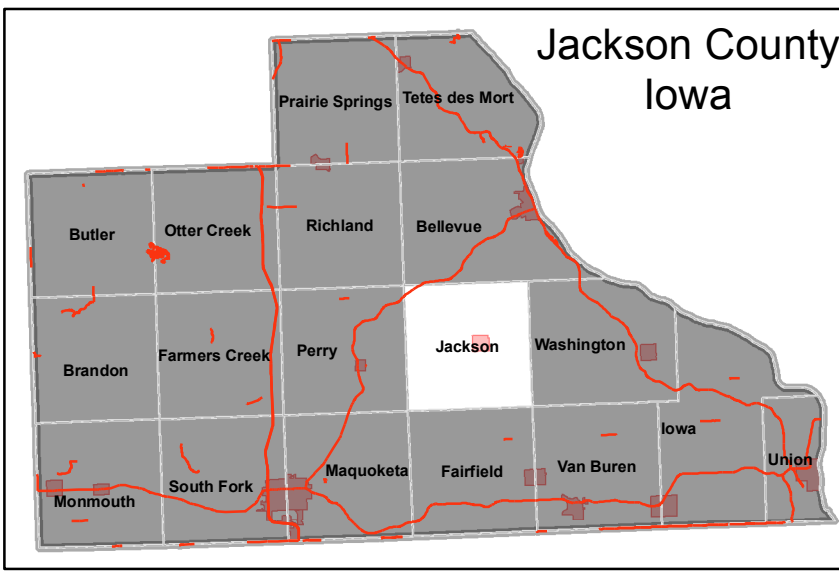 Jackson County
Iowa
Prairie Springs
Tetes des Mort
Butler
Otter Creek
Richland
Bellevue
Brandon
Farmers Creek
Perry
Jackson
Washington
Monmouth
South Fork
Maquoketa
Fairfield
Van Buren
Iowa
Union